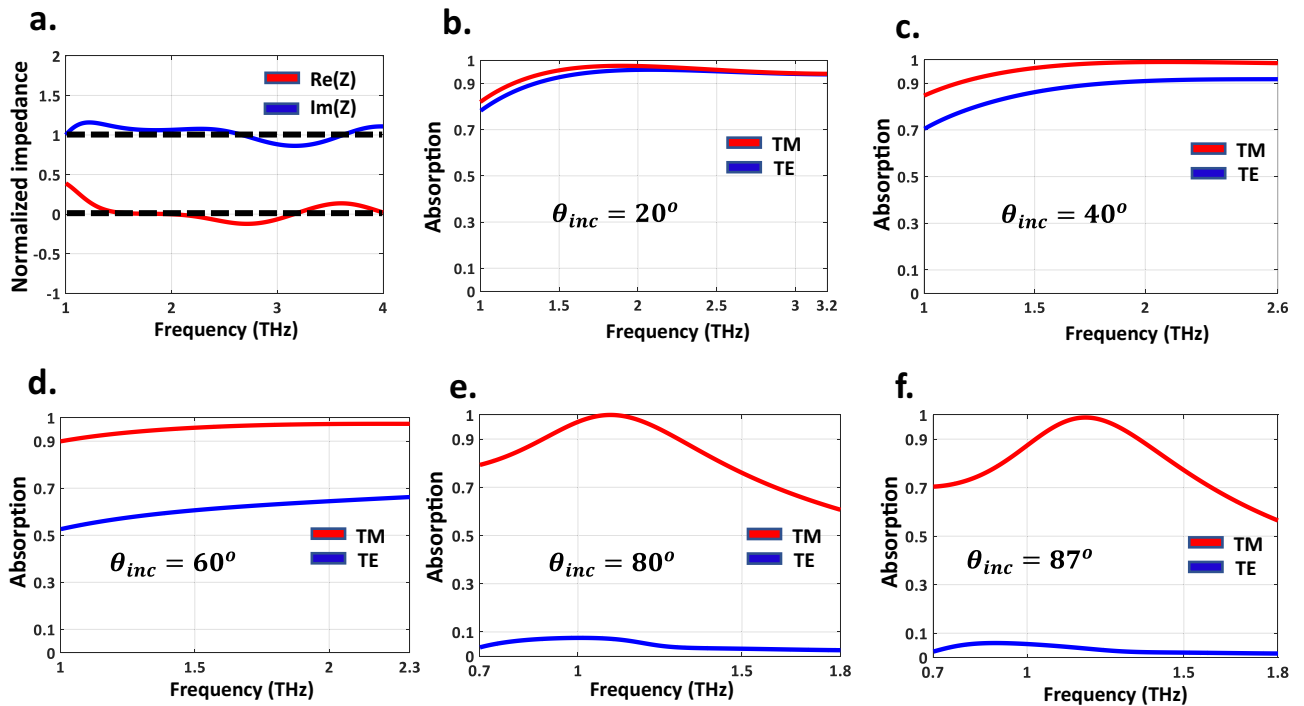 a.
Normalized impedance
2
1.5
1
0.5
0
-0.5
-1
Re(Z)
Im(Z)
1 2 3 4
Frequency (THz)
b.
Absorption
1
0.9
0.7
0.5
0.3
0.1
0
TM
TE
θinc = 20°
1 1.5 2 2.5 3 3.2
Frequency (THz)
c.
Absorption
1
0.9
0.7
0.5
0.3
0.1
0
TM
TE
θinc = 40°
1 1.5 2 2.6
Frequency (THz)
d.
Absorption
1
0.9
0.7
0.5
0.3
0.1
0
TM
TE
θinc = 60°
1 1.5 2 2.3
Frequency (THz)
e.
Absorption
1
0.9
0.7
0.5
0.3
0.1
0
TM
TE
θinc = 80°
0.7 1 1.5 1.8
Frequency (THz)
f.
Absorption
1
0.9
0.7
0.5
0.3
0.1
0
TM
TE
θinc = 87°
0.7 1 1.5 1.8
Frequency (THz)